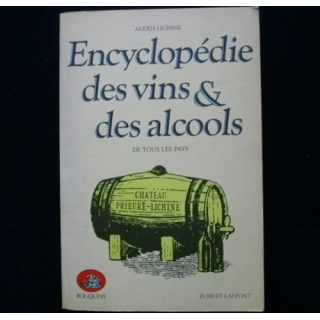 ALEXIS LICHINE
Encyclopédie
des vins &
des alcools
DE TOUS LES PAYS
CHATEAU
PRIEURÉ-LICHINE
BOUQUINS
ROBERT LAFFONT